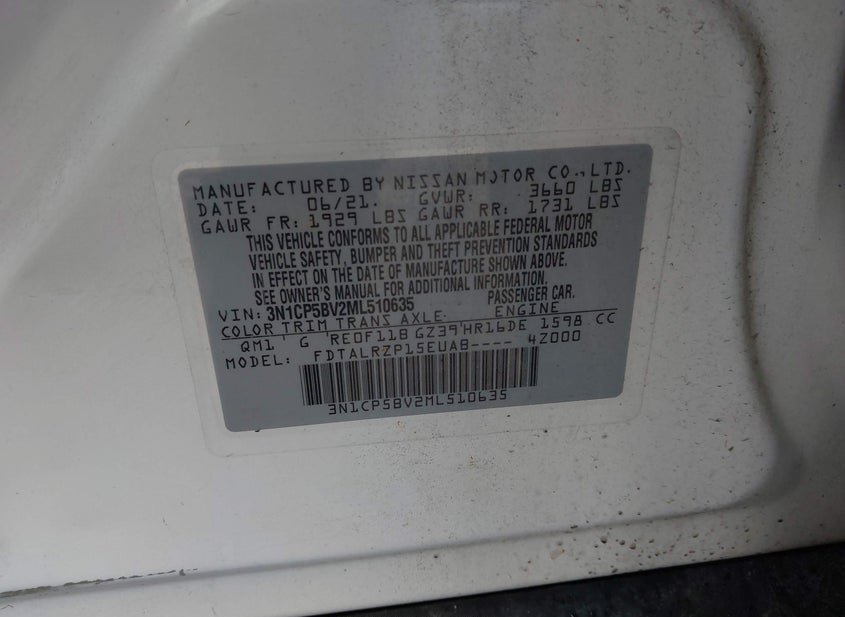 MANUFACTURED BY NISSAN MOTOR CO., LTD.
DATE: 06/21. GVWR: 3660 LBS
GAWR FR: 1929 LBS GAWR RR: 1731 LBS
THIS VEHICLE CONFORMS TO ALL APPLICABLE FEDERAL MOTOR
VEHICLE SAFETY, BUMPER AND THEFT PREVENTION STANDARDS
IN EFFECT ON THE DATE OF MANUFACTURE SHOWN ABOVE.
SEE OWNER'S MANUAL FOR ADDITIONAL INFORMATION.
VIN: 3N1CP5BV2ML510635 PASSENGER CAR.
COLOR TRIM TRANS AXLE ENGINE
QM1 G RE0F11B GZ39 HR16DE 1598 CC
MODEL: FDTALRZP15EUAB---- 4Z000
3N1CP5BV2ML510635